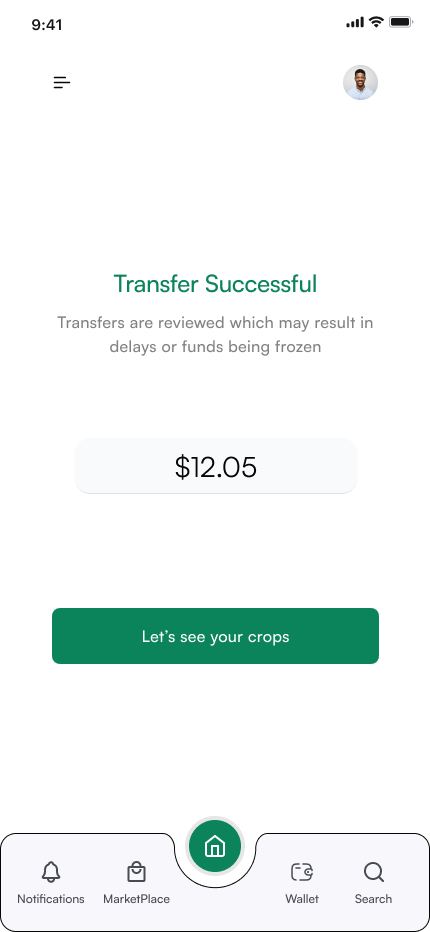 9:41
Transfer Successful
Transfers are reviewed which may result in
delays or funds being frozen
$12.05
Let’s see your crops
Notifications
MarketPlace
Wallet
Search